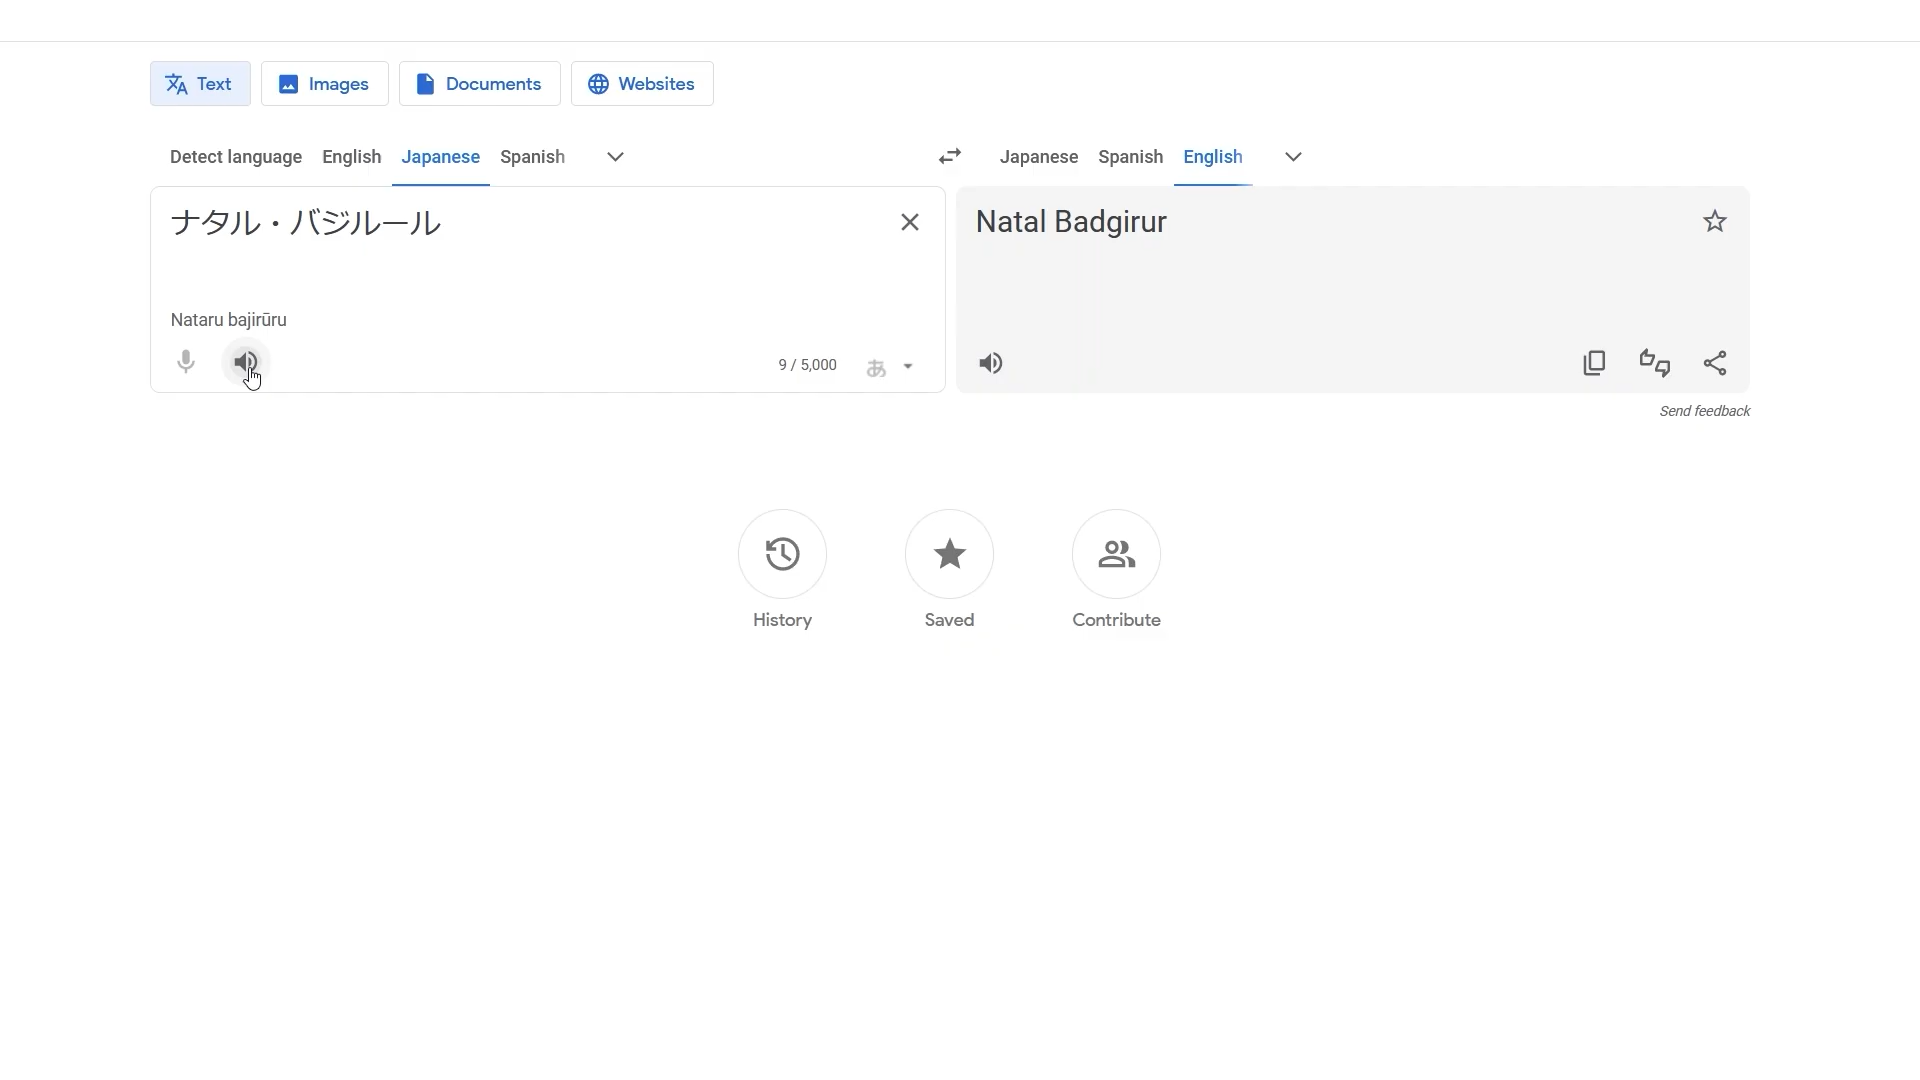 Text Images Documents Websites
Detect language English Japanese Spanish Japanese Spanish English
ナタル・バジルール
Natal Badgirur
Nataru bajirūru
9 / 5,000 あ
Send feedback
History Saved Contribute